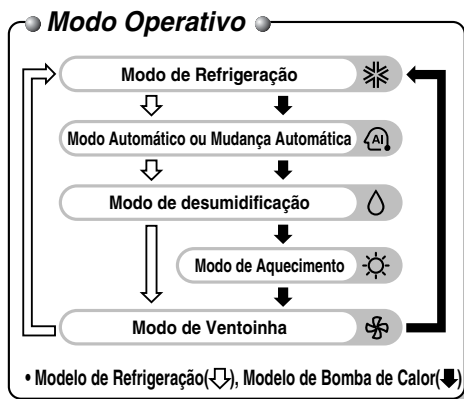 Modo Operativo
Modo de Refrigeração
Modo Automático ou Mudança Automática
AI
Modo de desumidificação
Modo de Aquecimento
Modo de Ventoinha
• Modelo de Refrigeração(⇩), Modelo de Bomba de Calor(⬇)